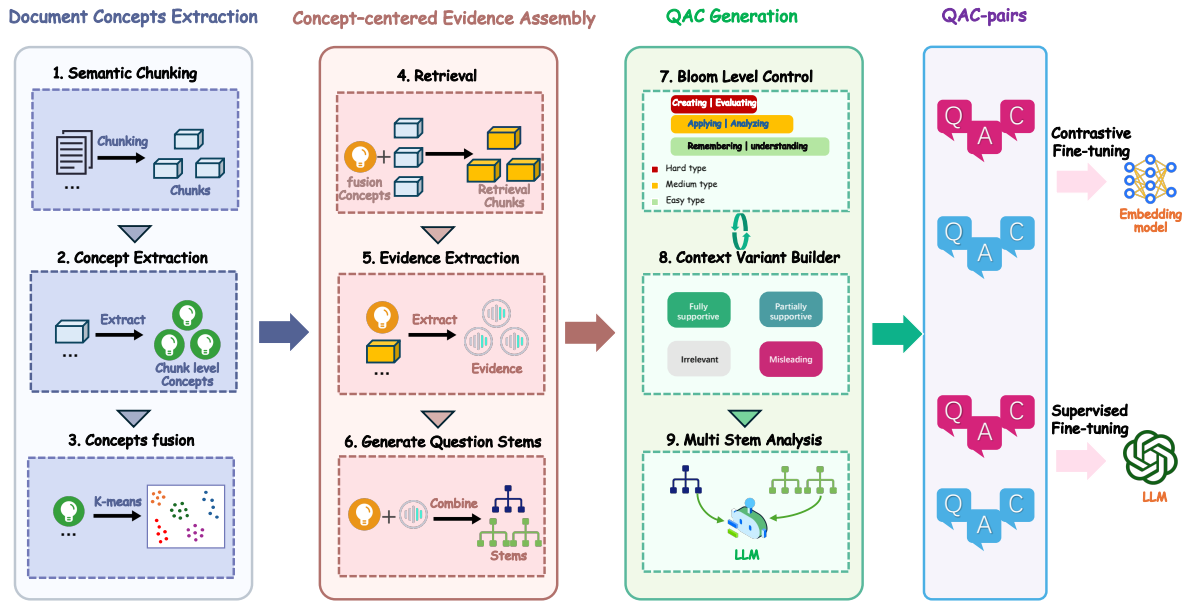 Document Concepts Extraction
1. Semantic Chunking
Chunking
...
Chunks
2. Concept Extraction
Extract
...
Chunk level
Concepts
3. Concepts fusion
K-means
...
Concept-centered Evidence Assembly
4. Retrieval
fusion
Concepts
+
Retrieval
Chunks
5. Evidence Extraction
Extract
...
Evidence
6. Generate Question Stems
+
Combine
Stems
QAC Generation
7. Bloom Level Control
Creating | Evaluating
Applying | Analyzing
Remembering | understanding
Hard type
Medium type
Easy type
8. Context Variant Builder
Fully
supportive
Partially
supportive
Irrelevant
Misleading
9. Multi Stem Analysis
LLM
QAC-pairs
Q A C
Q A C
Q A C
Q A C
Contrastive
Fine-tuning
Embedding
model
Supervised
Fine-tuning
LLM